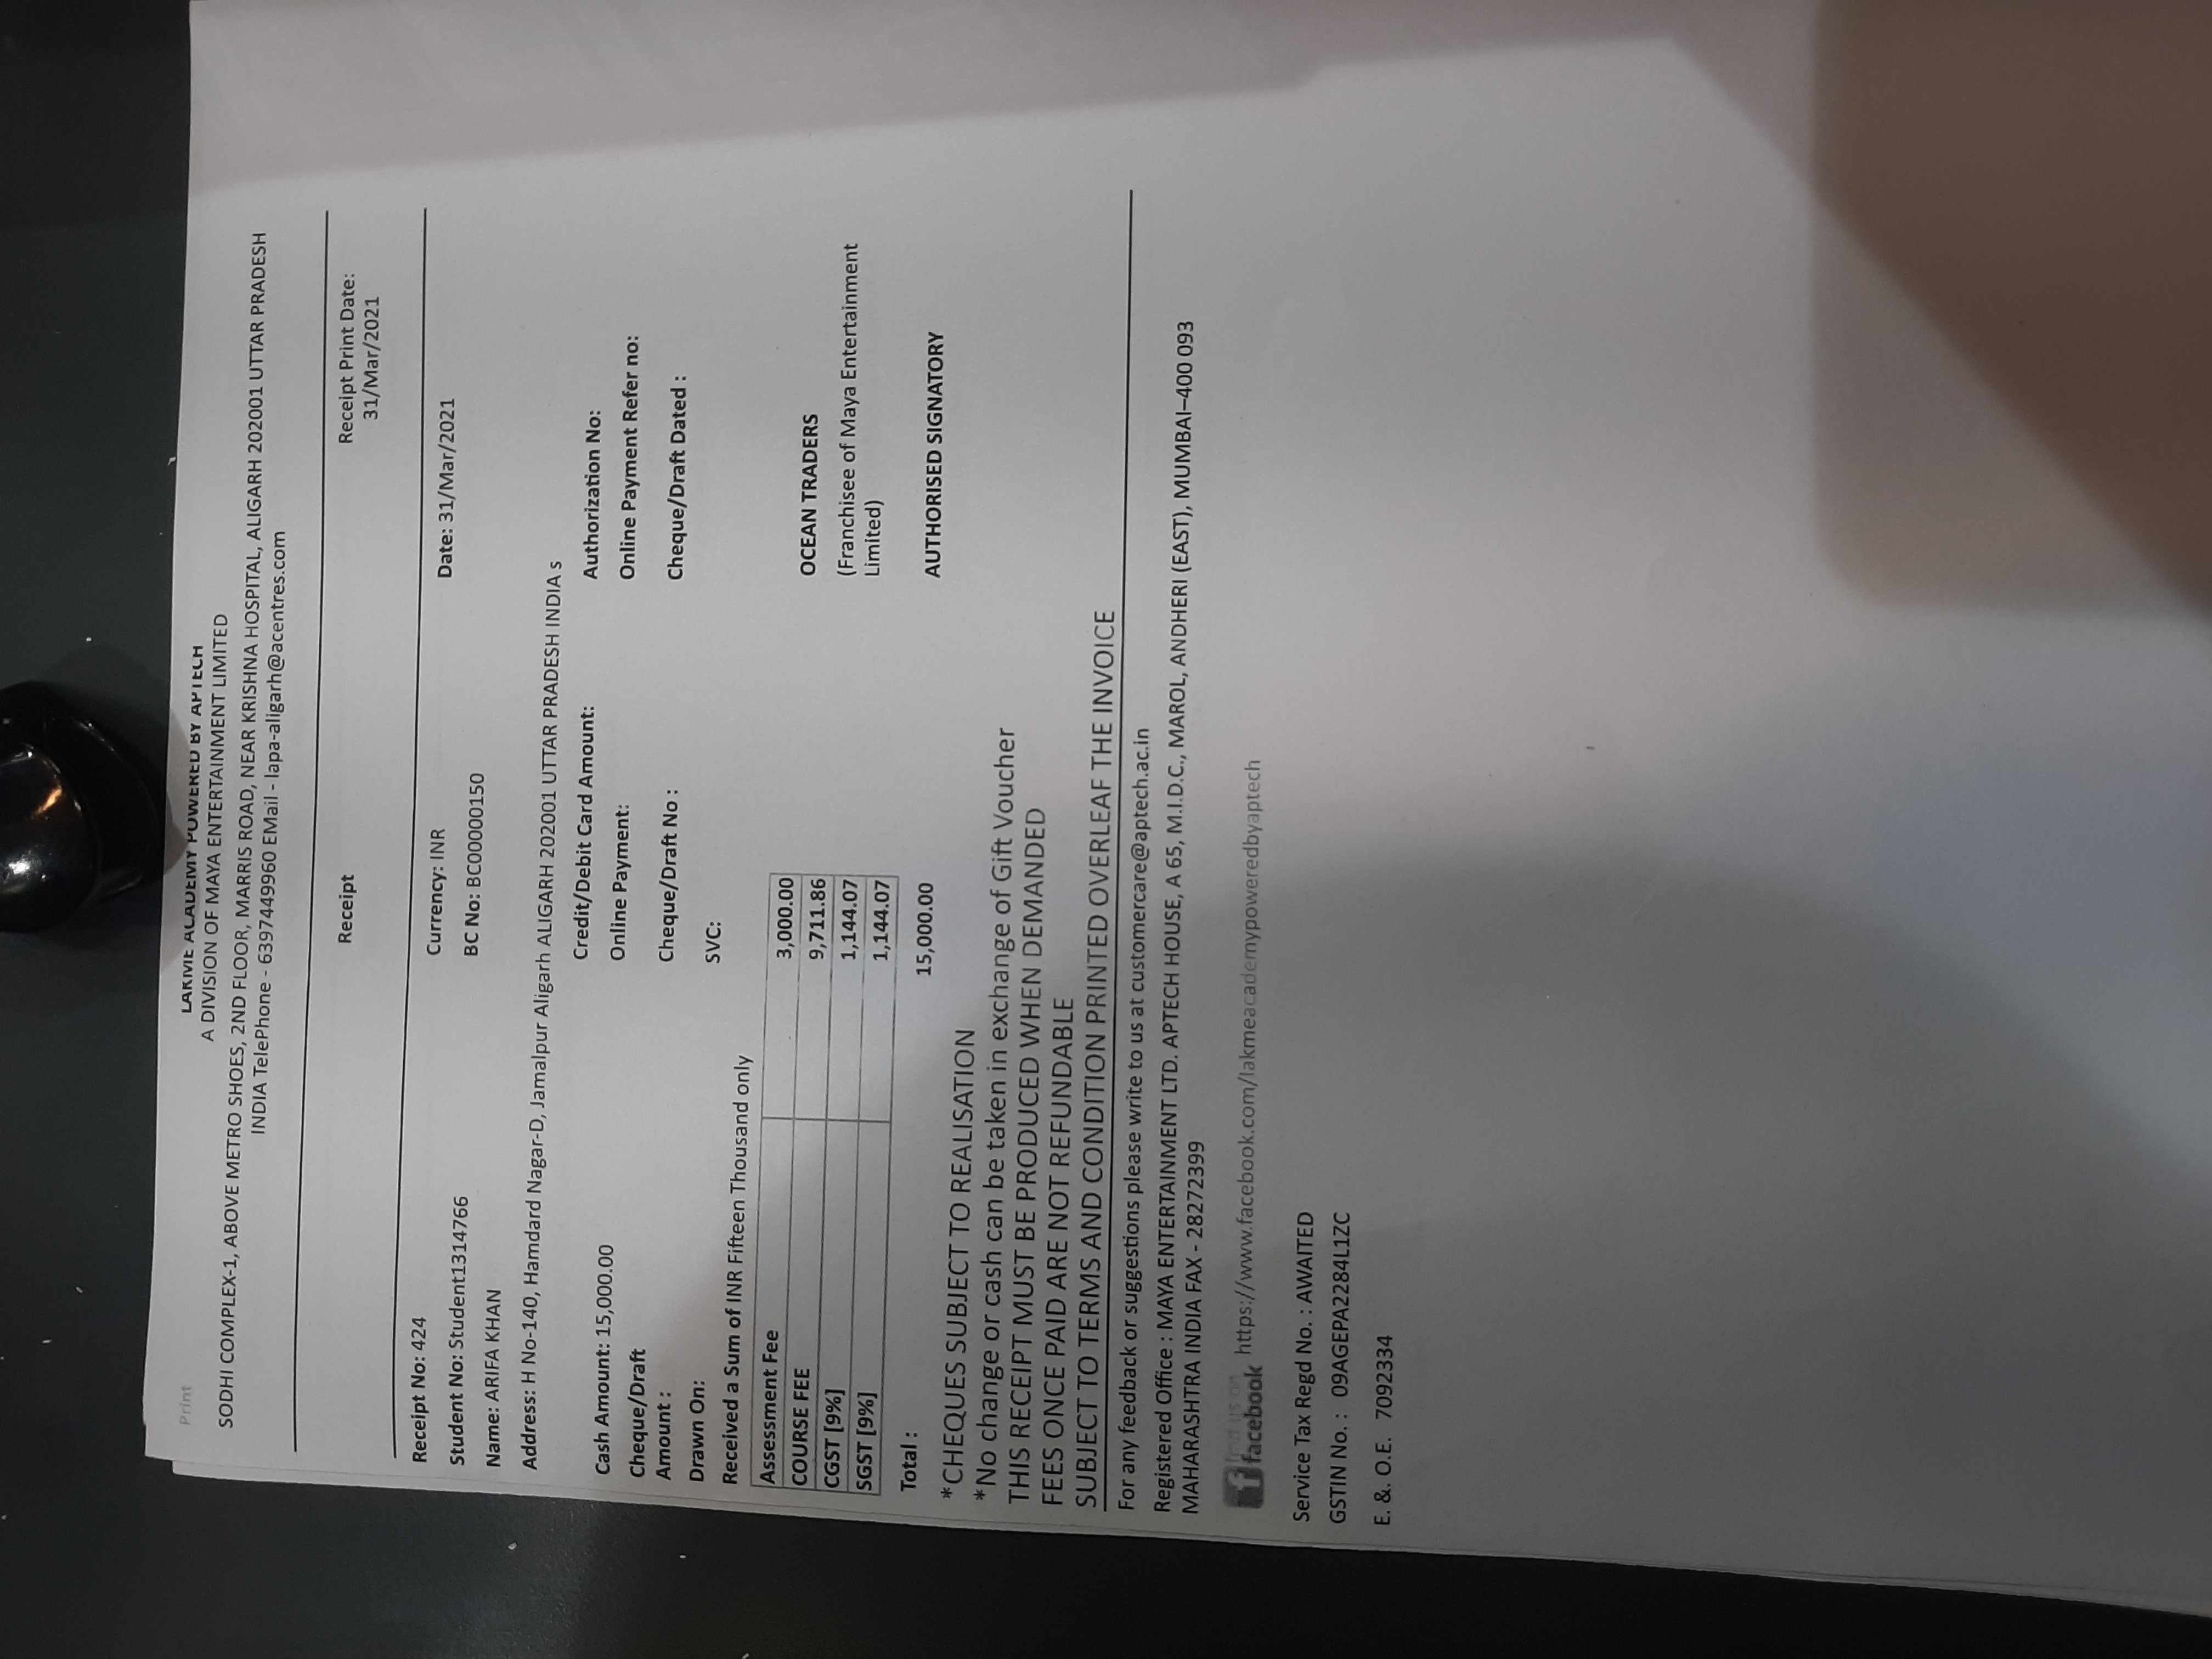 Print
LAKME ACADEMY POWERED BY APTECH
A DIVISION OF MAYA ENTERTAINMENT LIMITED
SODHI COMPLEX-1, ABOVE METRO SHOES, 2ND FLOOR, MARRIS ROAD, NEAR KRISHNA HOSPITAL, ALIGARH 202001 UTTAR PRADESH
INDIA TelePhone - 6397449960 EMail - lapa-aligarh@acentres.com
Receipt
Receipt Print Date:
31/Mar/2021
Receipt No: 424
Currency: INR
Date: 31/Mar/2021
Student No: Student1314766
BC No: BC00000150
Name: ARIFA KHAN
Address: H No-140, Hamdard Nagar-D, Jamalpur Aligarh ALIGARH 202001 UTTAR PRADESH INDIA s
Cash Amount: 15,000.00
Credit/Debit Card Amount:
Authorization No:
Online Payment:
Online Payment Refer no:
Cheque/Draft
Amount :
Cheque/Draft No :
Cheque/Draft Dated :
Drawn On:
SVC:
Received a Sum of INR Fifteen Thousand only
Assessment Fee 3,000.00
COURSE FEE 9,711.86
CGST [9%] 1,144.07
SGST [9%] 1,144.07
Total : 15,000.00
OCEAN TRADERS
(Franchisee of Maya Entertainment
Limited)
AUTHORISED SIGNATORY
*CHEQUES SUBJECT TO REALISATION
*No change or cash can be taken in exchange of Gift Voucher
THIS RECEIPT MUST BE PRODUCED WHEN DEMANDED
FEES ONCE PAID ARE NOT REFUNDABLE
SUBJECT TO TERMS AND CONDITION PRINTED OVERLEAF THE INVOICE
For any feedback or suggestions please write to us at customercare@aptech.ac.in
Registered Office : MAYA ENTERTAINMENT LTD. APTECH HOUSE, A 65, M.I.D.C., MAROL, ANDHERI (EAST), MUMBAI–400 093
MAHARASHTRA INDIA FAX - 28272399
find us on
facebook https://www.facebook.com/lakmeacademypoweredbyaptech
Service Tax Regd No. : AWAITED
GSTIN No. : 09AGEPA2284L1ZC
E. &. O.E. 7092334